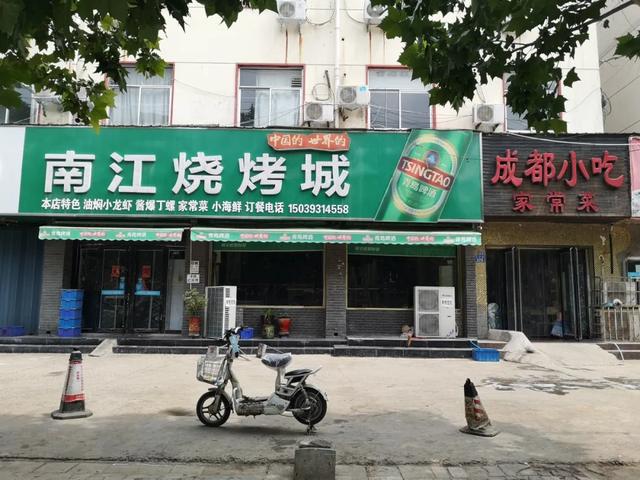 中国的 世界的
南江烧烤城
本店特色 油焖小龙虾 酱爆丁螺 家常菜 小海鲜 订餐电话 15039314558
TSINGTAO
青岛啤酒
成都小吃
家常菜